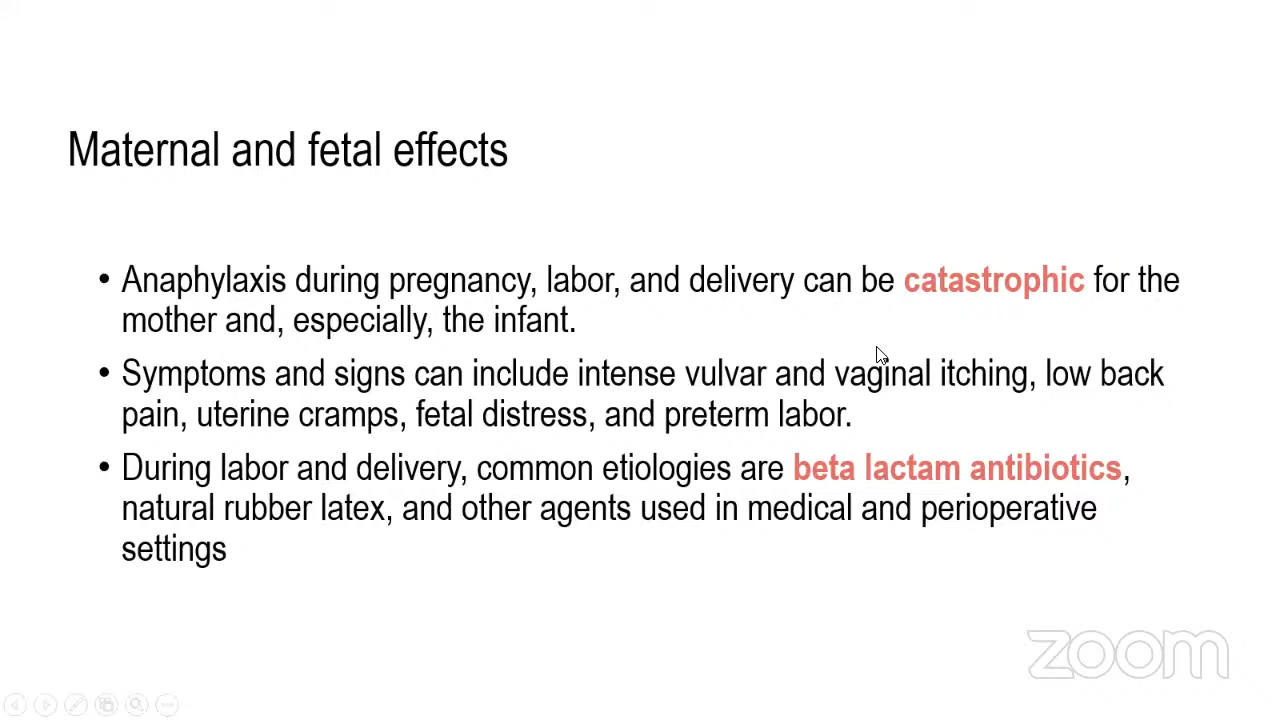 Maternal and fetal effects
• Anaphylaxis during pregnancy, labor, and delivery can be catastrophic for the
mother and, especially, the infant.
• Symptoms and signs can include intense vulvar and vaginal itching, low back
pain, uterine cramps, fetal distress, and preterm labor.
• During labor and delivery, common etiologies are beta lactam antibiotics,
natural rubber latex, and other agents used in medical and perioperative
settings
zoom